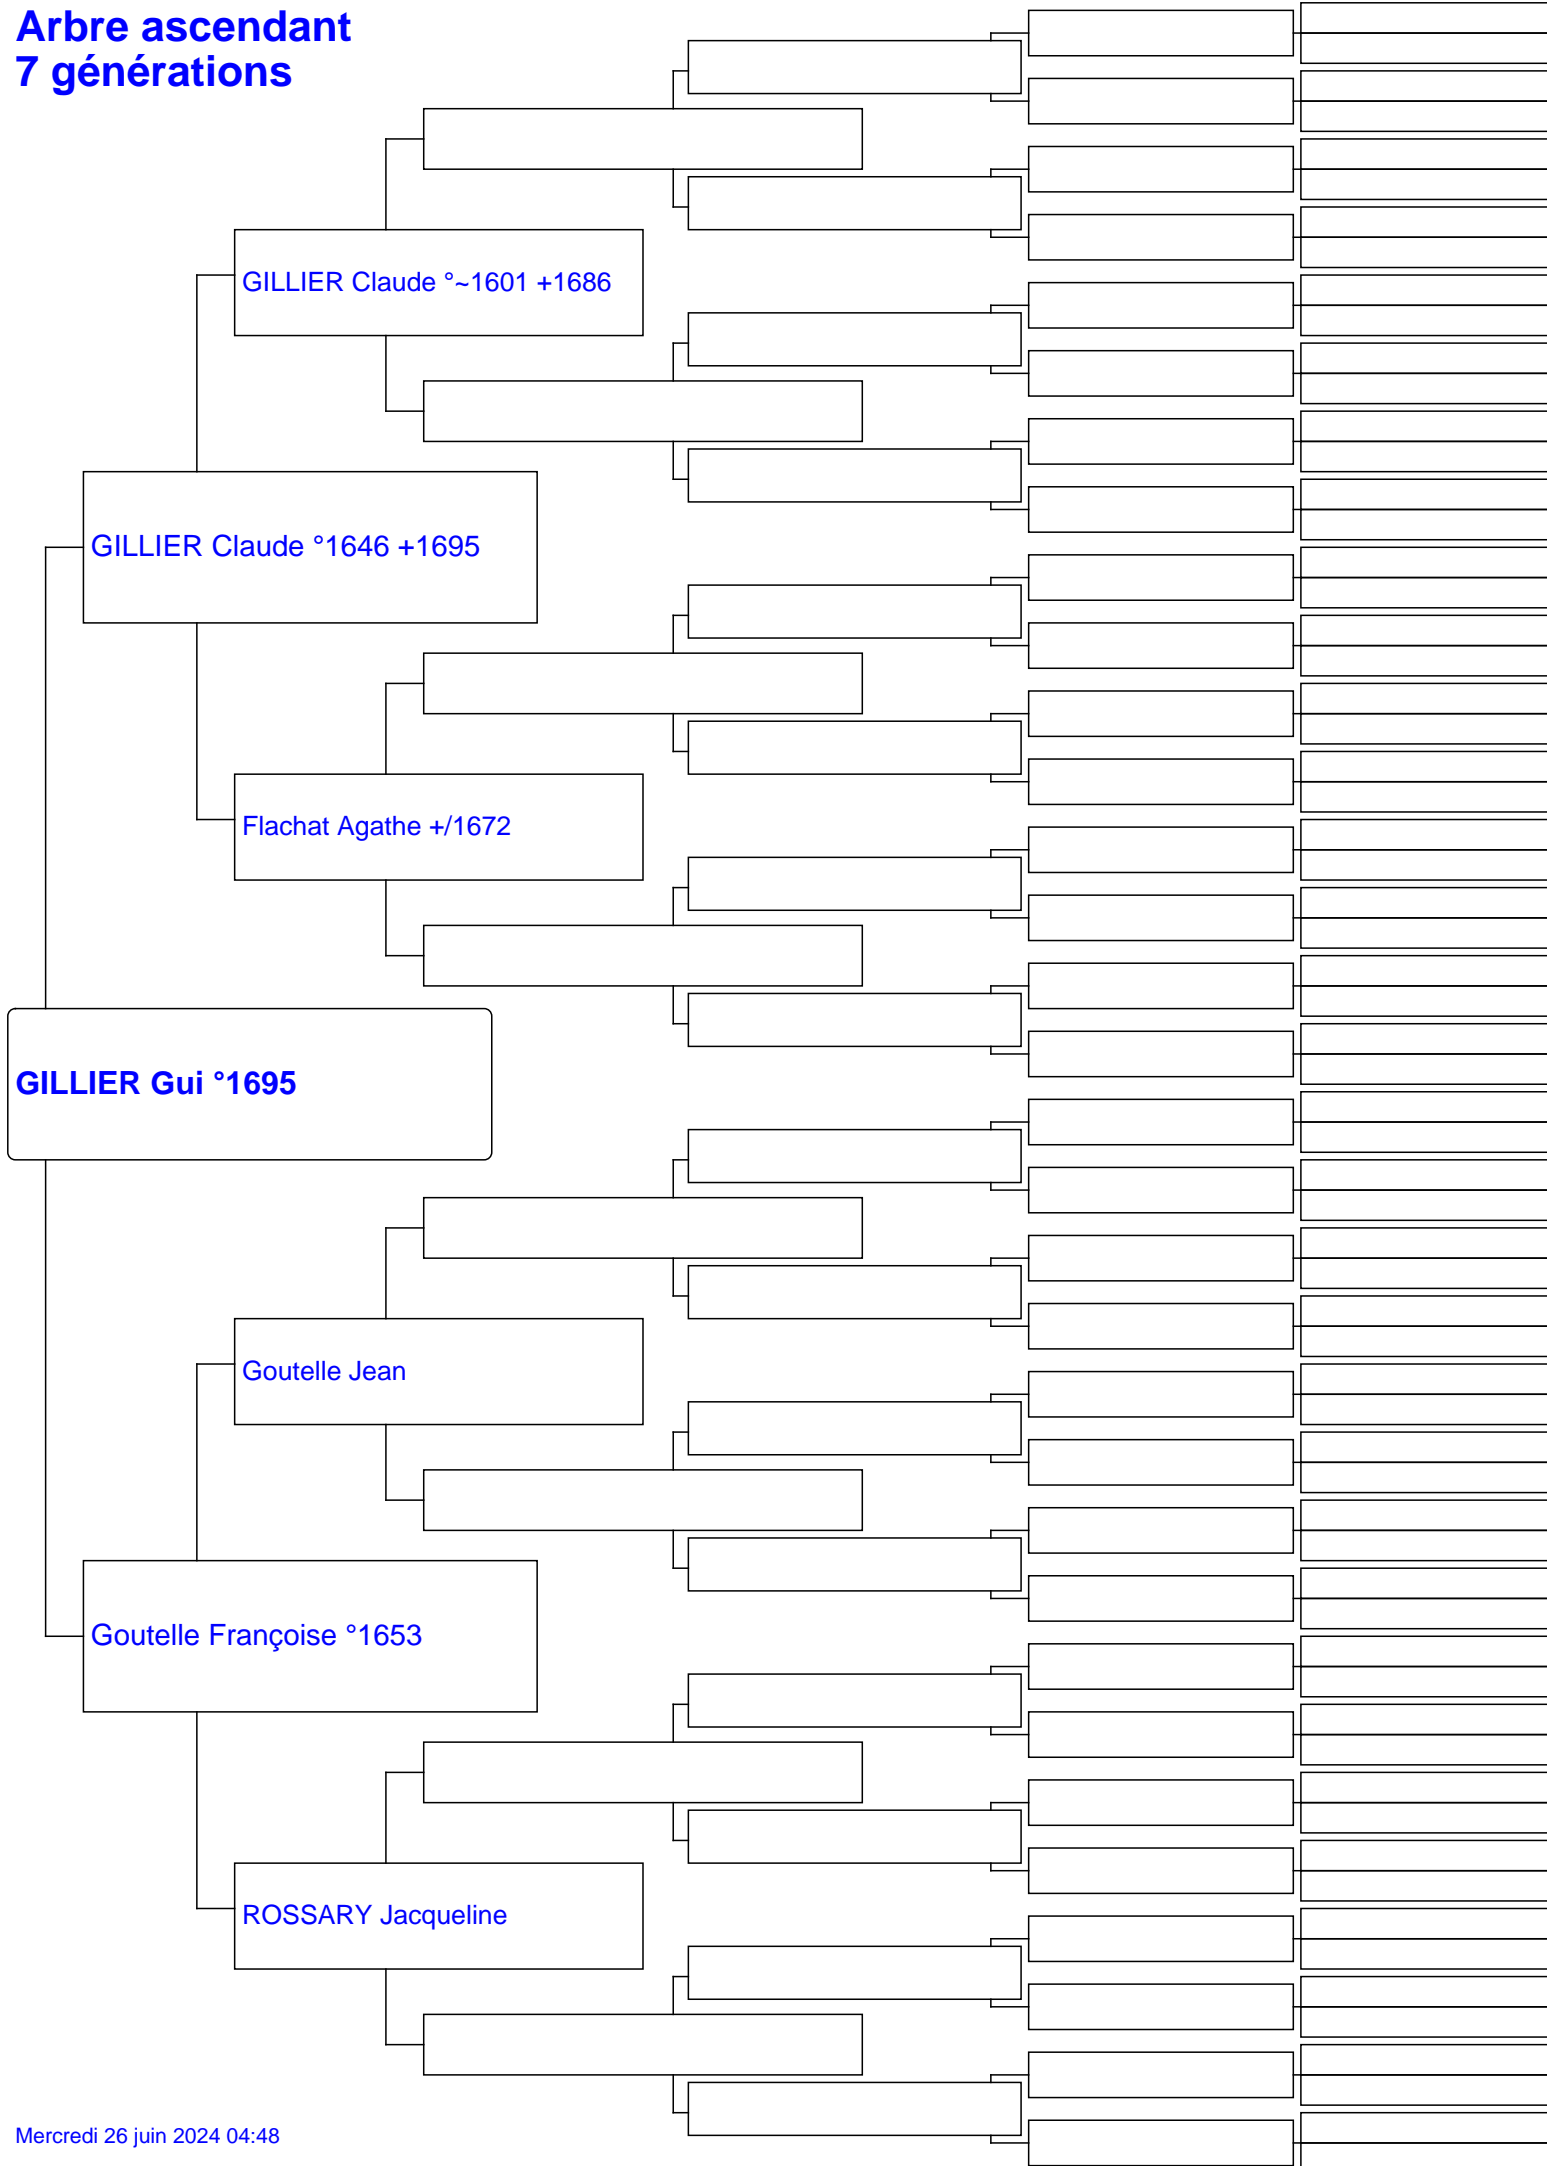 Arbre ascendant
7 générations
GILLIER Claude °~1601 +1686
GILLIER Claude °1646 +1695
Flachat Agathe +/1672
GILLIER Gui °1695
Goutelle Jean
Goutelle Françoise °1653
ROSSARY Jacqueline
Mercredi 26 juin 2024 04:48